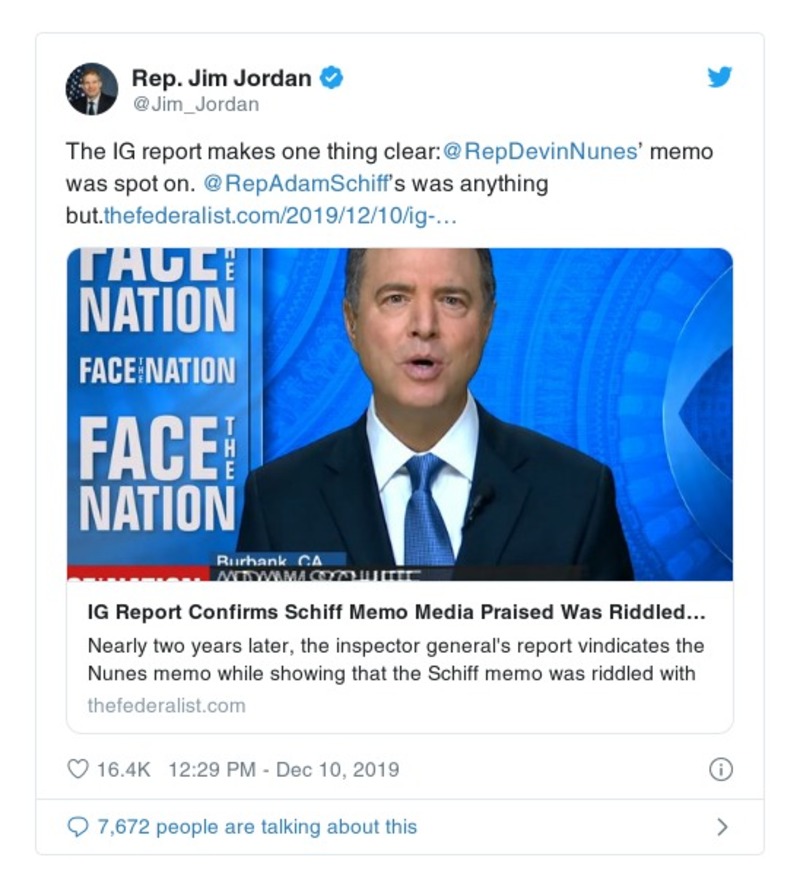 Rep. Jim Jordan
@Jim_Jordan
The IG report makes one thing clear:@RepDevinNunes’ memo
was spot on. @RepAdamSchiff’s was anything
but.thefederalist.com/2019/12/10/ig-…
FACE THE
NATION
FACE THE NATION
FACE THE
NATION
Burbank, CA
IG Report Confirms Schiff Memo Media Praised Was Riddled…
Nearly two years later, the inspector general's report vindicates the
Nunes memo while showing that the Schiff memo was riddled with
thefederalist.com
16.4K 12:29 PM - Dec 10, 2019
7,672 people are talking about this